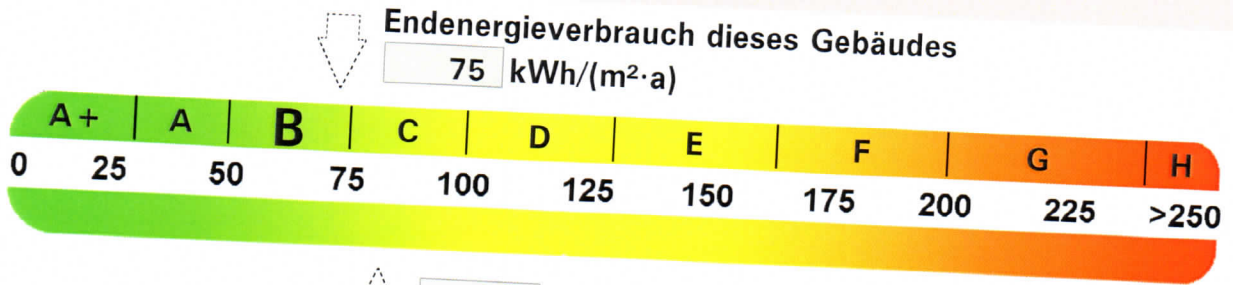 Endenergieverbrauch dieses Gebäudes
75 kWh/(m²·a)
A+ A B C D E F G H
0 25 50 75 100 125 150 175 200 225 >250